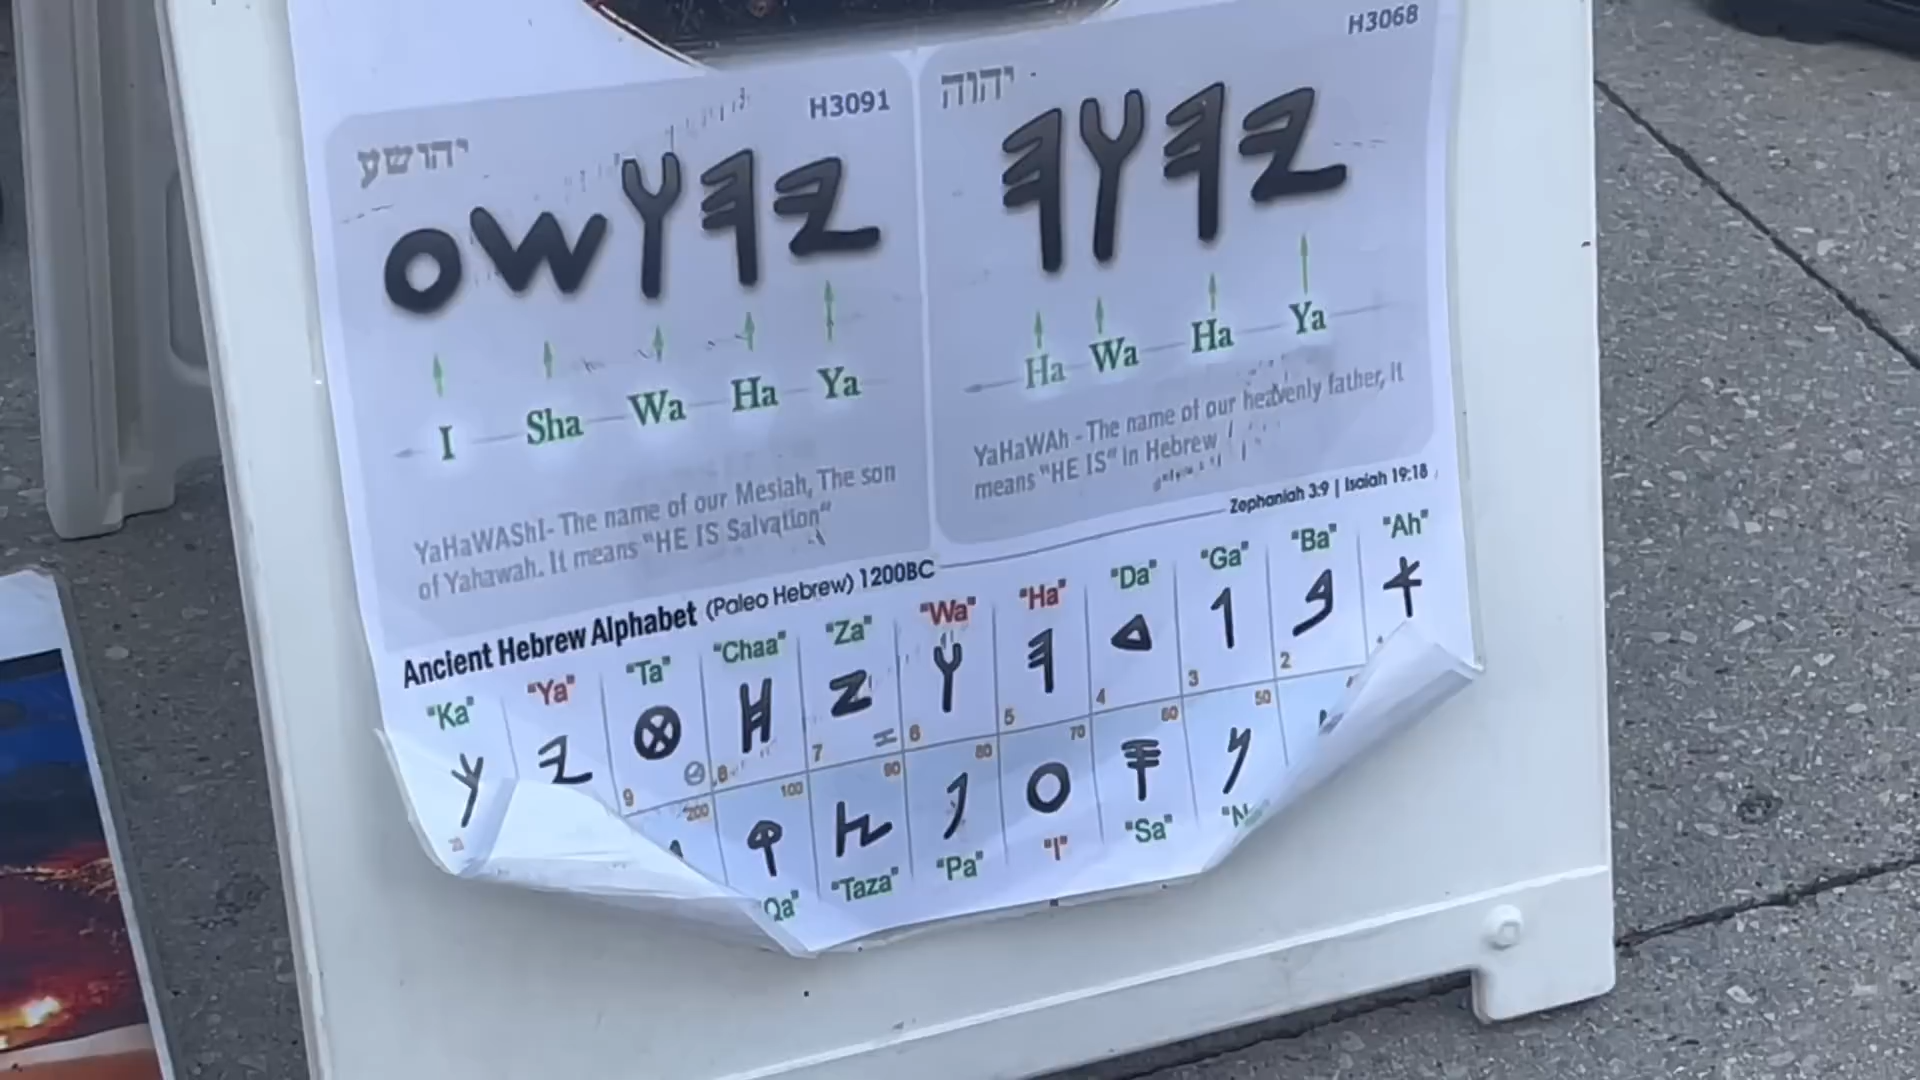 H3091
יהושע
𐤉𐤄𐤅𐤔𐤏
I Sha Wa Ha Ya
YaHaWAShI- The name of our Mesiah, The son
of Yahawah. It means "HE IS Salvation"
H3068
יהוה
𐤉𐤄𐤅𐤄
Ha Wa Ha Ya
YaHaWAh - The name of our heavenly father, It
means "HE IS" in Hebrew
Zephaniah 3:9 | Isaiah 19:18
Ancient Hebrew Alphabet (Paleo Hebrew) 1200BC
"Ka" "Ya" "Ta" "Chaa" "Za" "Wa" "Ha" "Da" "Ga" "Ba" "Ah"
𐤀 𐤁 𐤂 𐤃 𐤄 𐤅 𐤆 𐤇 𐤈 𐤉 𐤊
9 8 7 6 5 4 3 2
200 100 90 80 70 60 50
𐤍 𐤎 𐤏 𐤐 𐤑 𐤒
"Qa" "Taza" "Pa" "I" "Sa"